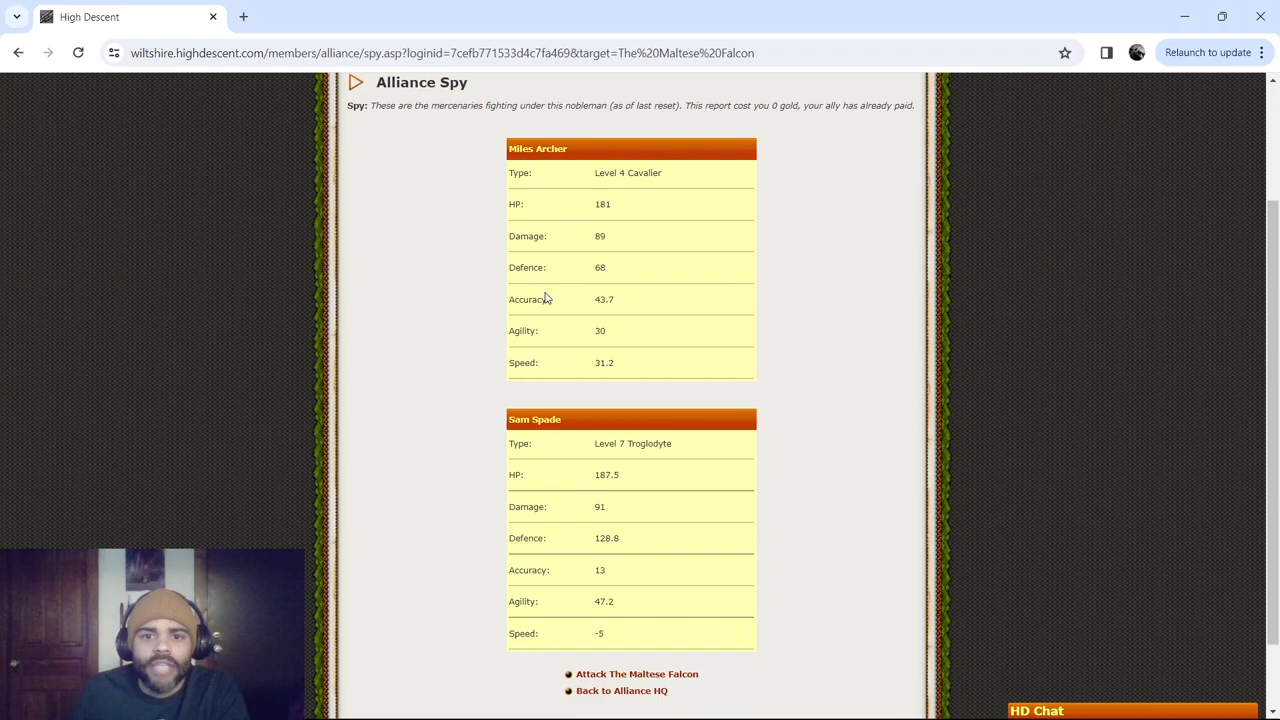 High Descent
wiltshire.highdescent.com/members/alliance/spy.asp?loginid=7cefb71533d4c7fa469&target=The%20Maltese%20Falcon
Relaunch to update
Alliance Spy
Spy: These are the mercenaries fighting under this nobleman (as of last reset). This report cost you 0 gold, your ally has already paid.
Miles Archer
Type: Level 4 Cavalier
HP: 181
Damage: 89
Defence: 68
Accuracy: 43.7
Agility: 30
Speed: 31.2
Sam Spade
Type: Level 7 Troglodyte
HP: 187.5
Damage: 91
Defence: 128.8
Accuracy: 13
Agility: 47.2
Speed: -5
Attack The Maltese Falcon
Back to Alliance HQ
HD Chat